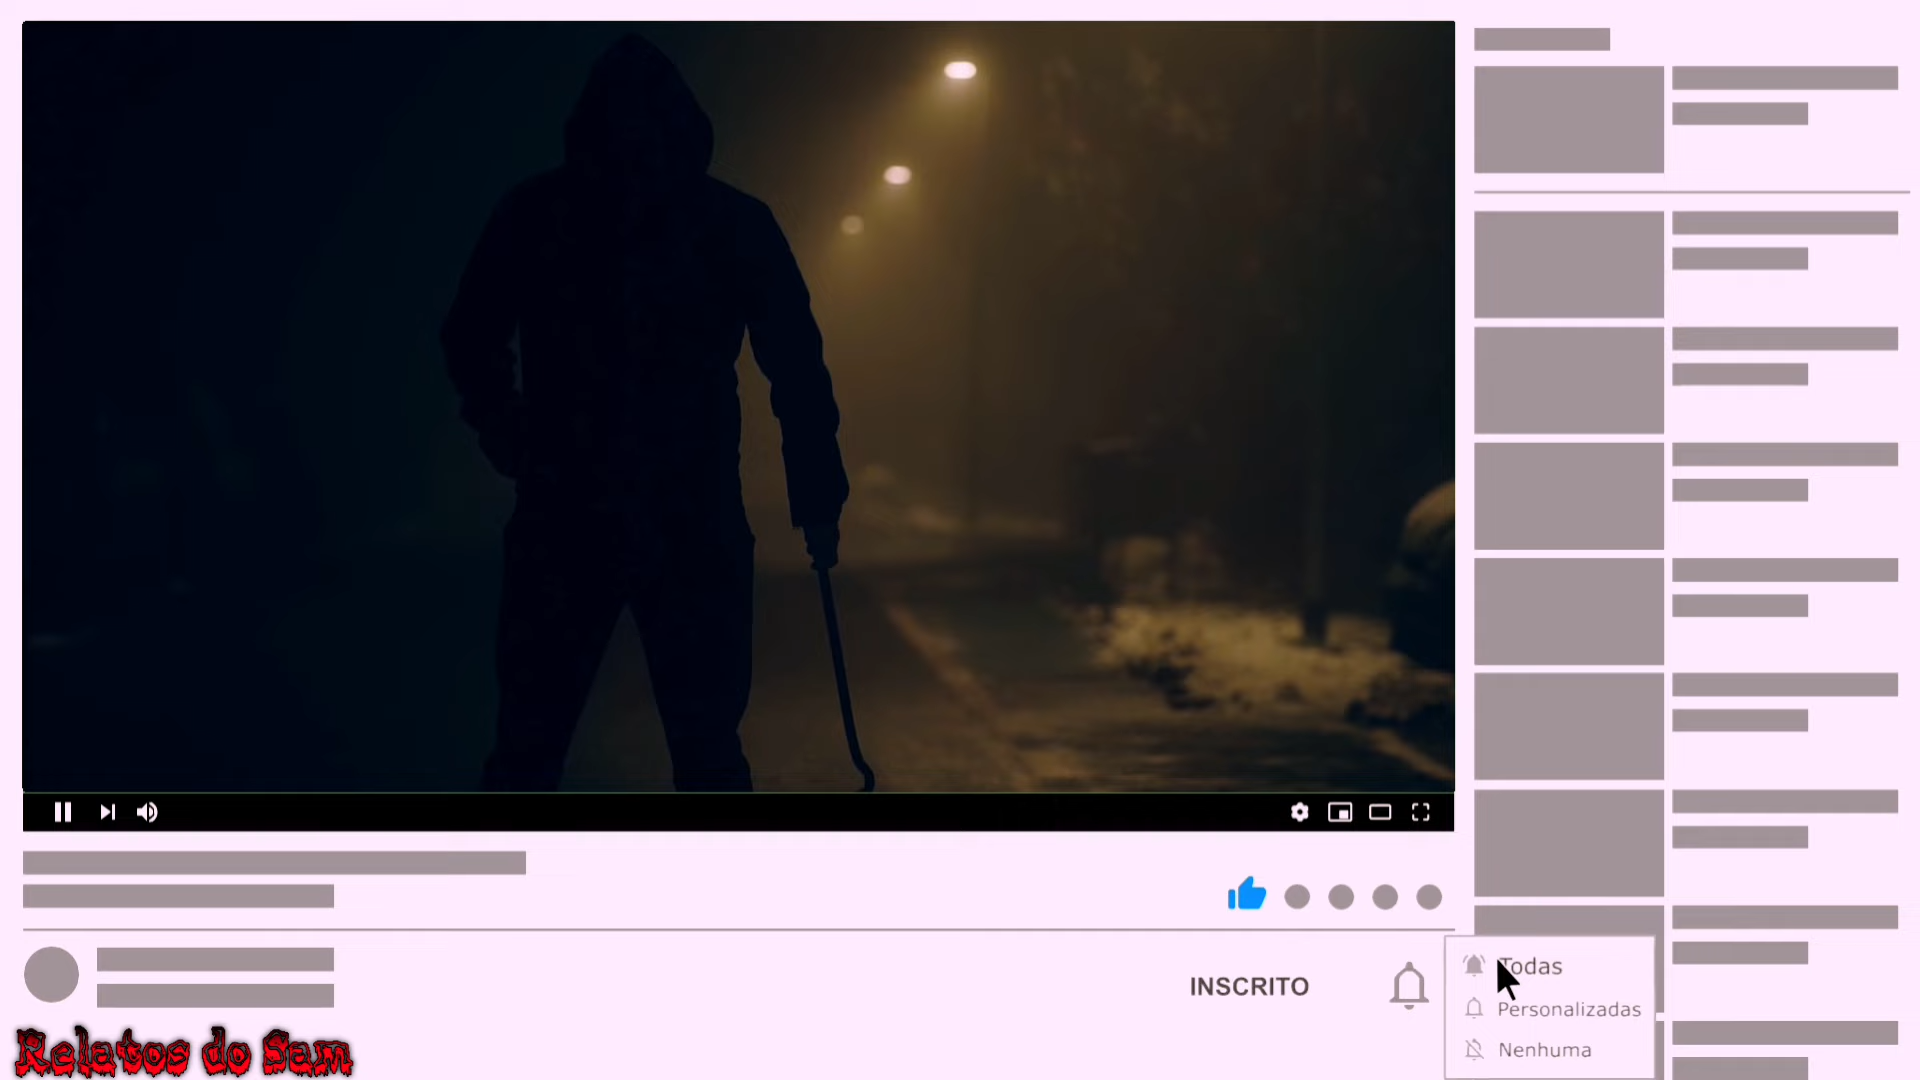 INSCRITO
Todas
Personalizadas
Nenhuma
Relatos do Sam